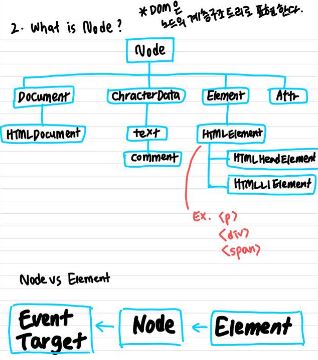 2. What is Node?
* DOM은
노드의 계층구조 트리로 표현한다.
Node
Document ChracterData Element Attr
HTMLDocument text HTMLElement
comment HTMLHeadElement
HTMLLIElement
Ex. <p>
<div>
<span>
Node vs Element
Event Target ← Node ← Element